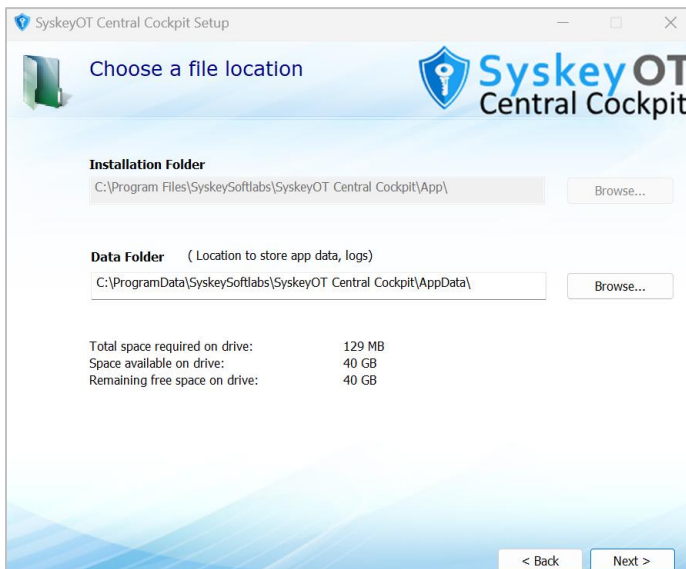 SyskeyOT Central Cockpit Setup
Choose a file location
SyskeyOT
Central Cockpit
Installation Folder
C:\Program Files\SyskeySoftlabs\SyskeyOT Central Cockpit\App\
Browse...
Data Folder ( Location to store app data, logs)
C:\ProgramData\SyskeySoftlabs\SyskeyOT Central Cockpit\AppData\
Browse...
Total space required on drive: 129 MB
Space available on drive: 40 GB
Remaining free space on drive: 40 GB
< Back
Next >